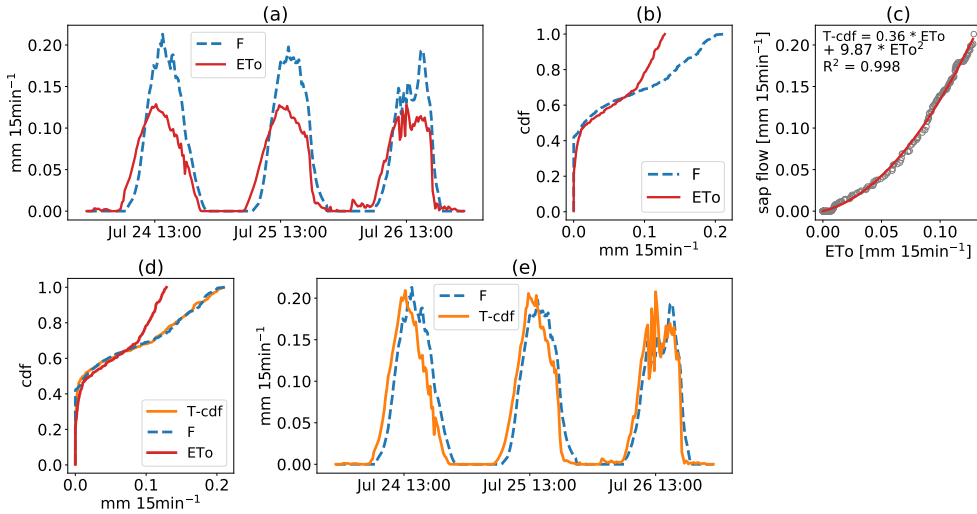 (a)
mm 15min⁻¹
0.20
0.15
0.10
0.05
0.00
F
ETo
Jul 24 13:00
Jul 25 13:00
Jul 26 13:00
(b)
cdf
1.0
0.8
0.6
0.4
0.2
0.0
F
ETo
0.0
0.1
0.2
mm 15min⁻¹
(c)
sap flow [mm 15min⁻¹]
0.20
0.15
0.10
0.05
0.00
T-cdf = 0.36 * ETo
+ 9.87 * ETo²
R² = 0.998
0.00
0.05
0.10
ETo [mm 15min⁻¹]
(d)
cdf
1.0
0.8
0.6
0.4
0.2
0.0
T-cdf
F
ETo
0.0
0.1
0.2
mm 15min⁻¹
(e)
mm 15min⁻¹
0.20
0.15
0.10
0.05
0.00
F
T-cdf
Jul 24 13:00
Jul 25 13:00
Jul 26 13:00